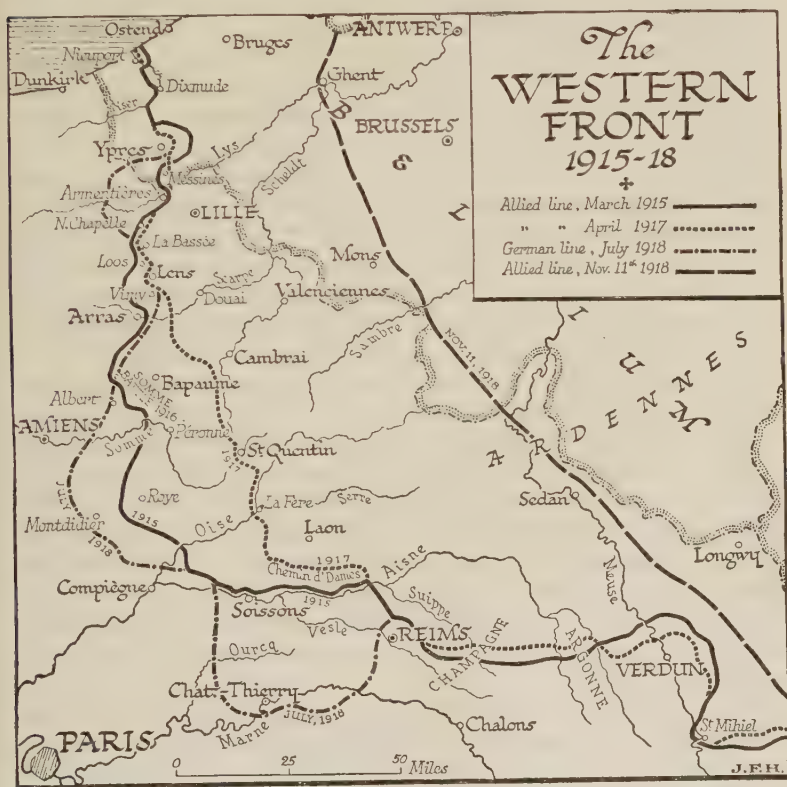 The
WESTERN
FRONT
1915-18
Allied line, March 1915
" " April 1917
German line, July 1918
Allied line, Nov. 11th 1918
Ostend
Bruges
ANTWERP
Nieuport
Dunkirk
Dixmude
Ghent
Yser
BRUSSELS
Ypres
Lys
Scheldt
Messines
Armentières
LILLE
N. Chapelle
La Bassée
Loos
Lens
Mons
Scarpe
Vimy
Douai
Valenciennes
Arras
Sambre
NOV. 11, 1918
BELGIUM
Cambrai
Bapaume
SOMME
BATTLE 1916
Albert
AMIENS
Somme
Péronne
St Quentin
1917
ARDENNES
Roye
La Fère
Serre
Sedan
JULY
1918
Montdidier
1915
Oise
Laon
Longwy
1917
Chemin d'Dames
Aisne
Meuse
Compiègne
Soissons
1915
Suippe
Vesle
REIMS
CHAMPAGNE
ARGONNE
VERDUN
Ourcq
Chat.-Thierry
JULY, 1918
Marne
Chalons
St Mihiel
PARIS
0 25 50 Miles
J.F.H.